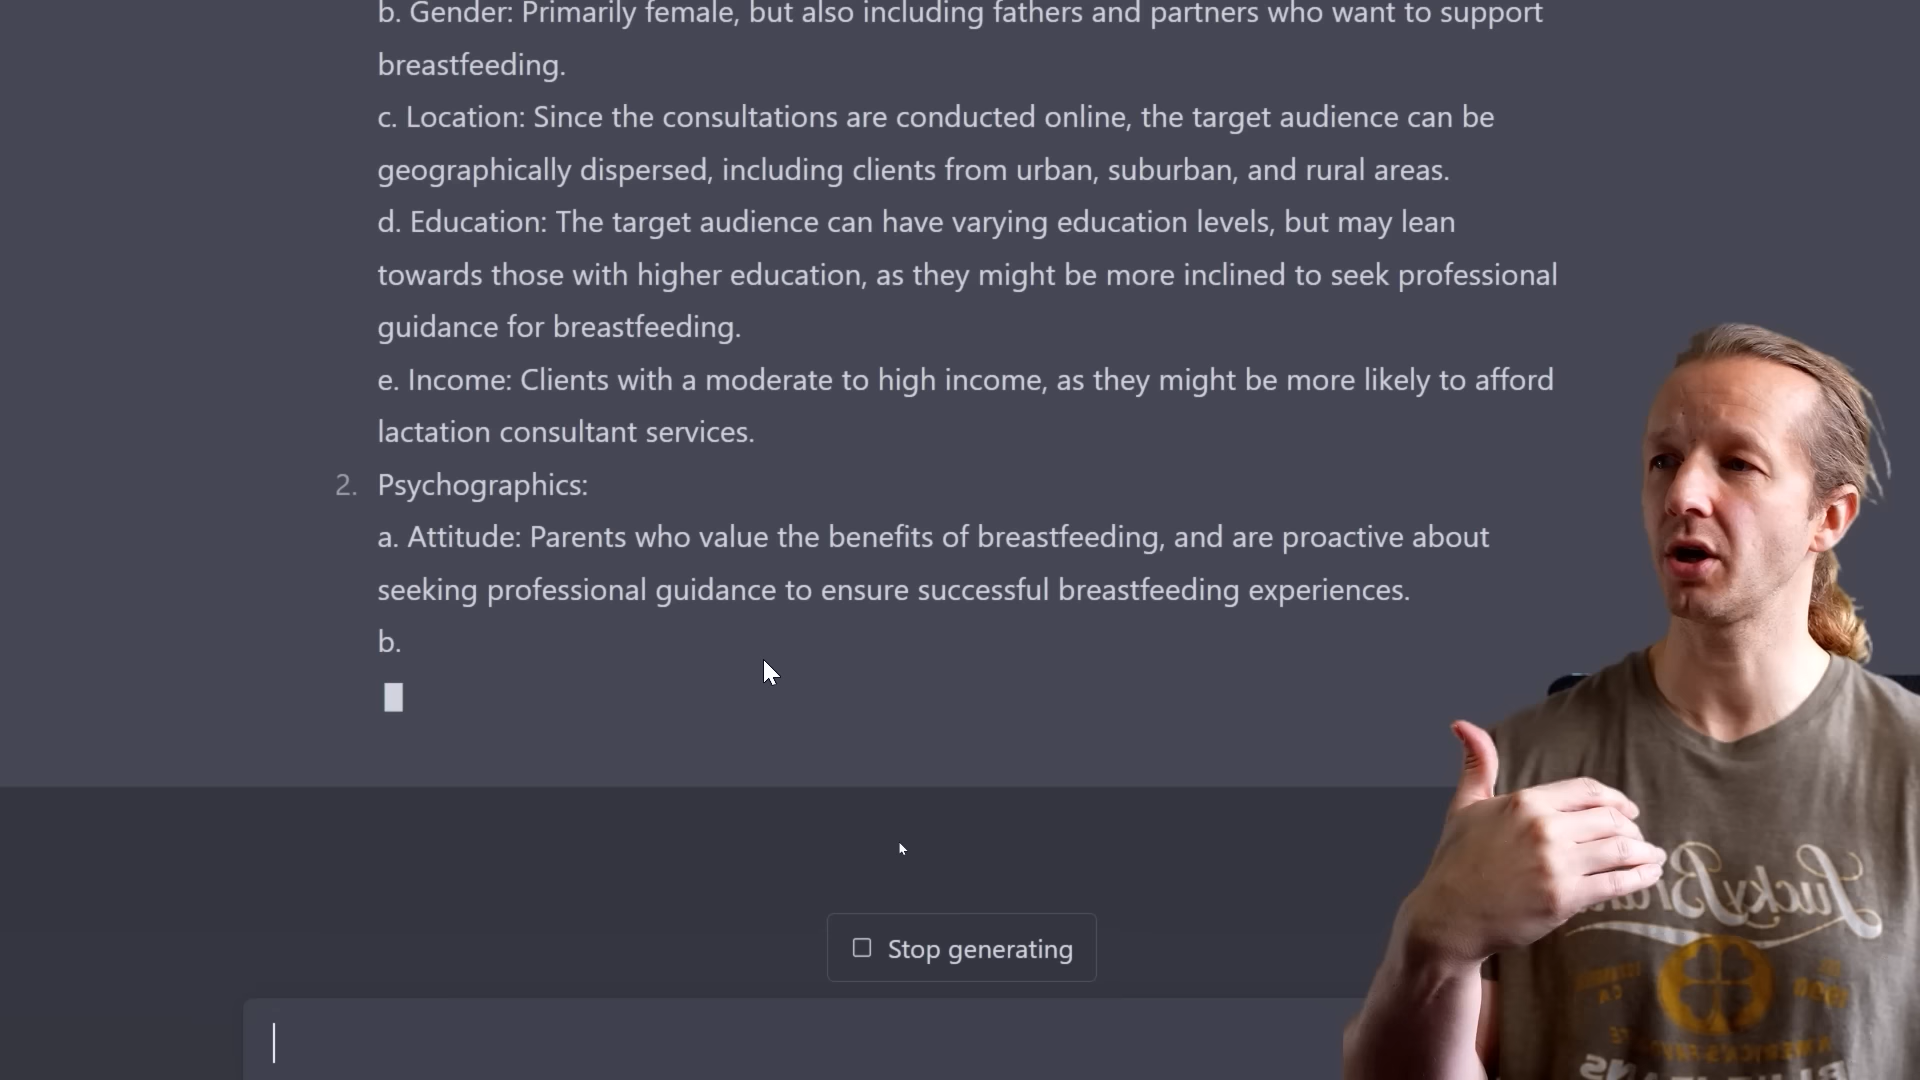 b. Gender: Primarily female, but also including fathers and partners who want to support
breastfeeding.
c. Location: Since the consultations are conducted online, the target audience can be
geographically dispersed, including clients from urban, suburban, and rural areas.
d. Education: The target audience can have varying education levels, but may lean
towards those with higher education, as they might be more inclined to seek professional
guidance for breastfeeding.
e. Income: Clients with a moderate to high income, as they might be more likely to afford
lactation consultant services.
2. Psychographics:
a. Attitude: Parents who value the benefits of breastfeeding, and are proactive about
seeking professional guidance to ensure successful breastfeeding experiences.
b.
Stop generating
Lucky
CA